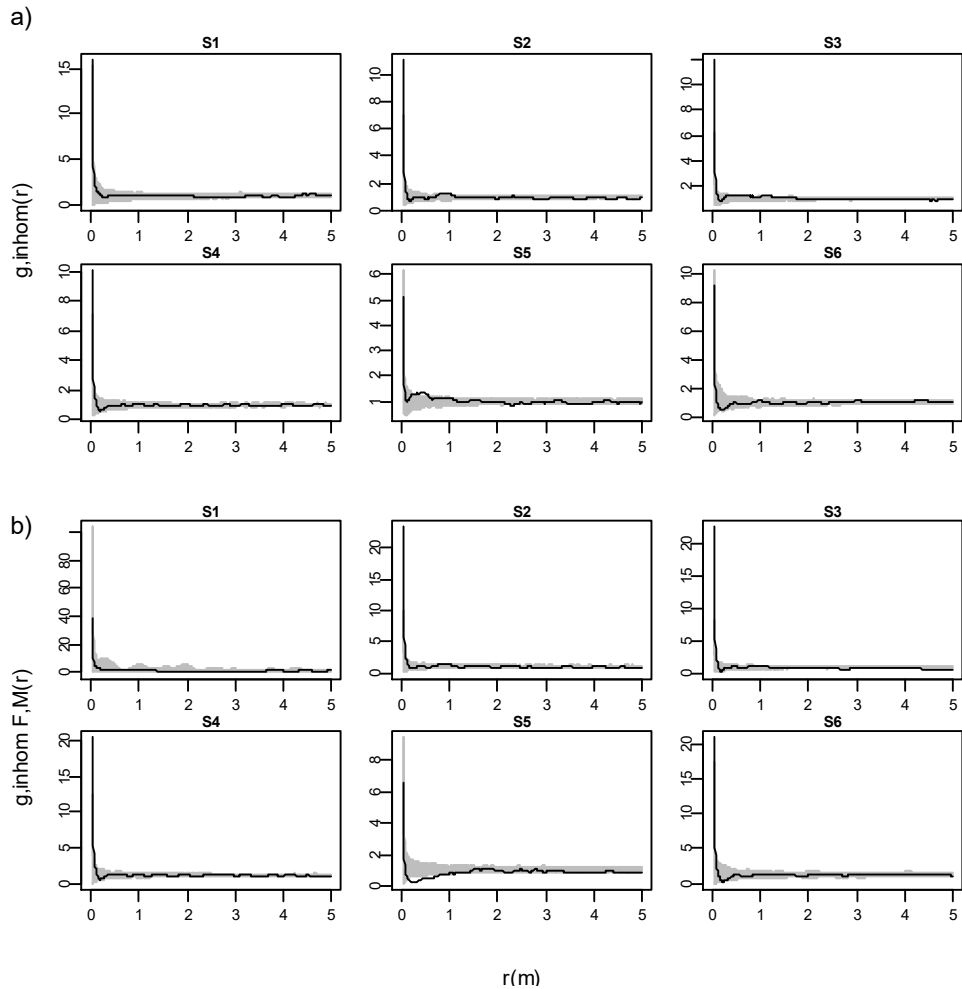 a)
S1 S2 S3
15 10 5 0
10 8 6 4 2 0
10 8 6 4 2
0 1 2 3 4 5 0 1 2 3 4 5 0 1 2 3 4 5
g,inhom(r)
S4 S5 S6
10 8 6 4 2 0
6 5 4 3 2 1
10 8 6 4 2 0
0 1 2 3 4 5 0 1 2 3 4 5 0 1 2 3 4 5
b)
S1 S2 S3
80 60 40 20 0
20 15 10 5 0
20 15 10 5 0
0 1 2 3 4 5 0 1 2 3 4 5 0 1 2 3 4 5
g,inhom F,M(r)
S4 S5 S6
20 15 10 5 0
8 6 4 2 0
20 15 10 5 0
0 1 2 3 4 5 0 1 2 3 4 5 0 1 2 3 4 5
r(m)